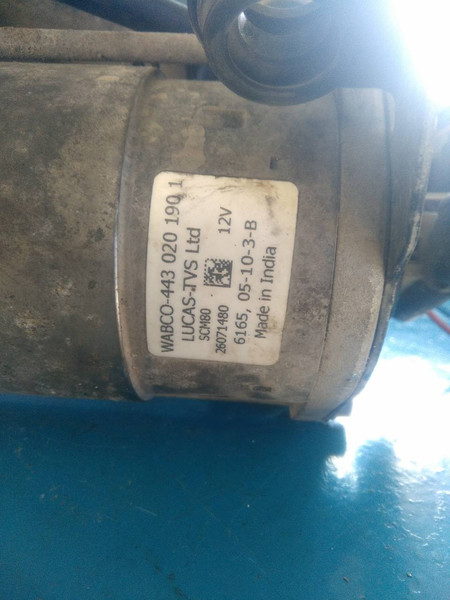 WABCO-443 020 190 1
LUCAS-TVS Ltd
SCM80 12V
26071480
6165, 05-10-3-B
Made in India